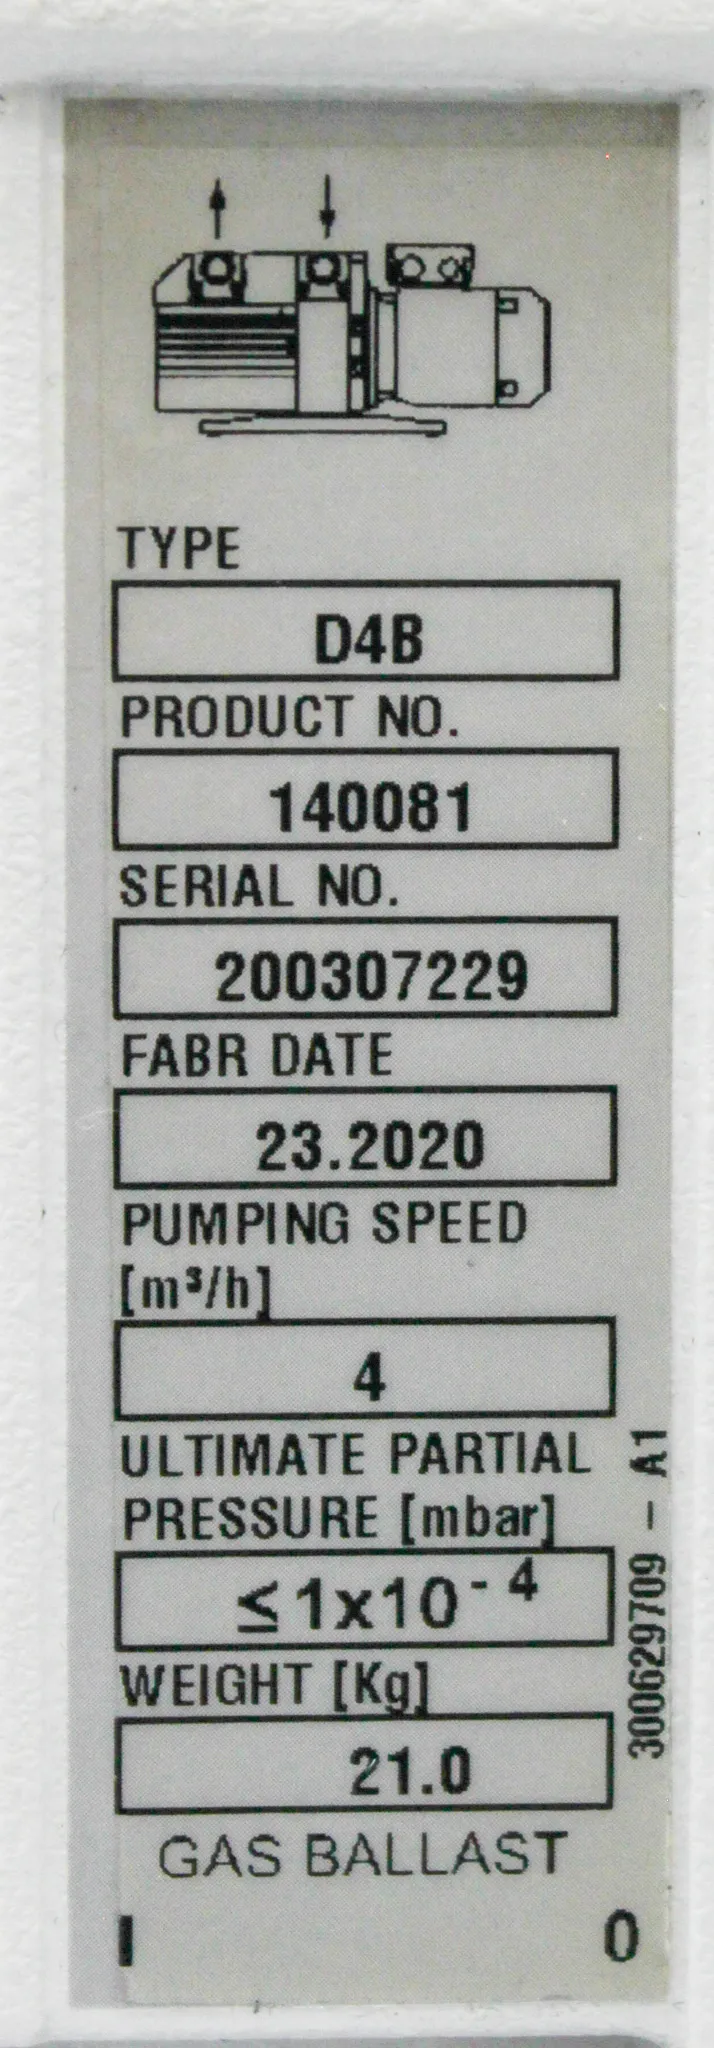 TYPE
D4B
PRODUCT NO.
140081
SERIAL NO.
200307229
FABR DATE
23.2020
PUMPING SPEED
[m³/h]
4
ULTIMATE PARTIAL
PRESSURE [mbar]
≤1x10⁻⁴
WEIGHT [Kg]
21.0
GAS BALLAST
I 0
300629709 – A1